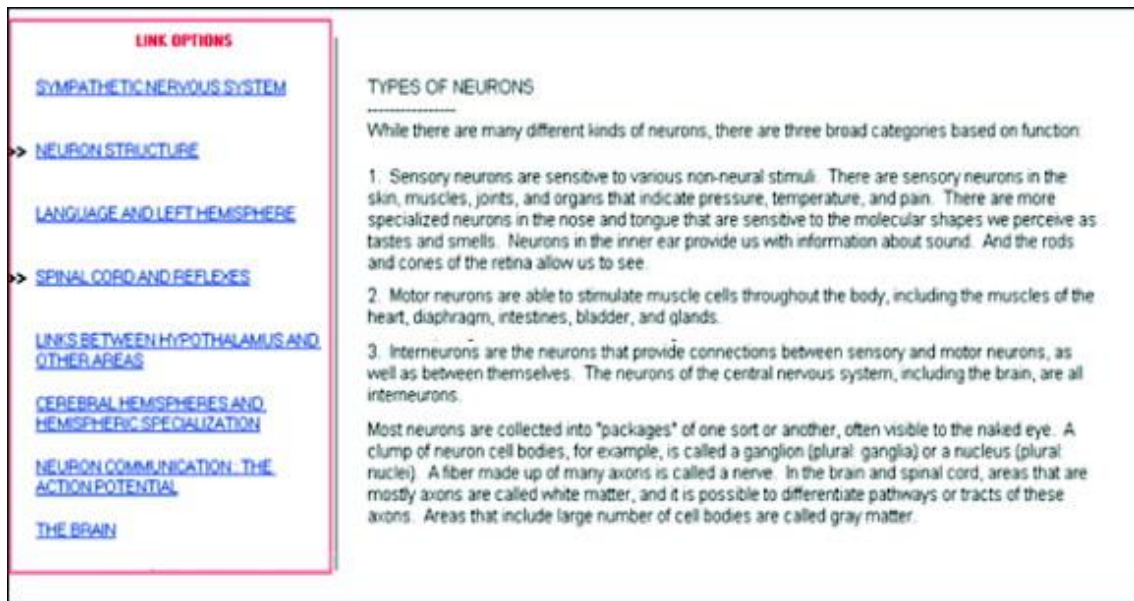 LINK OPTIONS
SYMPATHETIC NERVOUS SYSTEM
>> NEURON STRUCTURE
LANGUAGE AND LEFT HEMISPHERE
>> SPINAL CORD AND REFLEXES
LINKS BETWEEN HYPOTHALAMUS AND
OTHER AREAS
CEREBRAL HEMISPHERES AND
HEMISPHERIC SPECIALIZATION
NEURON COMMUNICATION: THE
ACTION POTENTIAL
THE BRAIN
TYPES OF NEURONS
------------------
While there are many different kinds of neurons, there are three broad categories based on function:
1. Sensory neurons are sensitive to various non-neural stimuli. There are sensory neurons in the
skin, muscles, joints, and organs that indicate pressure, temperature, and pain. There are more
specialized neurons in the nose and tongue that are sensitive to the molecular shapes we perceive as
tastes and smells. Neurons in the inner ear provide us with information about sound. And the rods
and cones of the retina allow us to see.
2. Motor neurons are able to stimulate muscle cells throughout the body, including the muscles of the
heart, diaphragm, intestines, bladder, and glands.
3. Interneurons are the neurons that provide connections between sensory and motor neurons, as
well as between themselves. The neurons of the central nervous system, including the brain, are all
interneurons.
Most neurons are collected into "packages" of one sort or another, often visible to the naked eye. A
clump of neuron cell bodies, for example, is called a ganglion (plural: ganglia) or a nucleus (plural:
nuclei). A fiber made up of many axons is called a nerve. In the brain and spinal cord, areas that are
mostly axons are called white matter, and it is possible to differentiate pathways or tracts of these
axons. Areas that include large number of cell bodies are called gray matter.